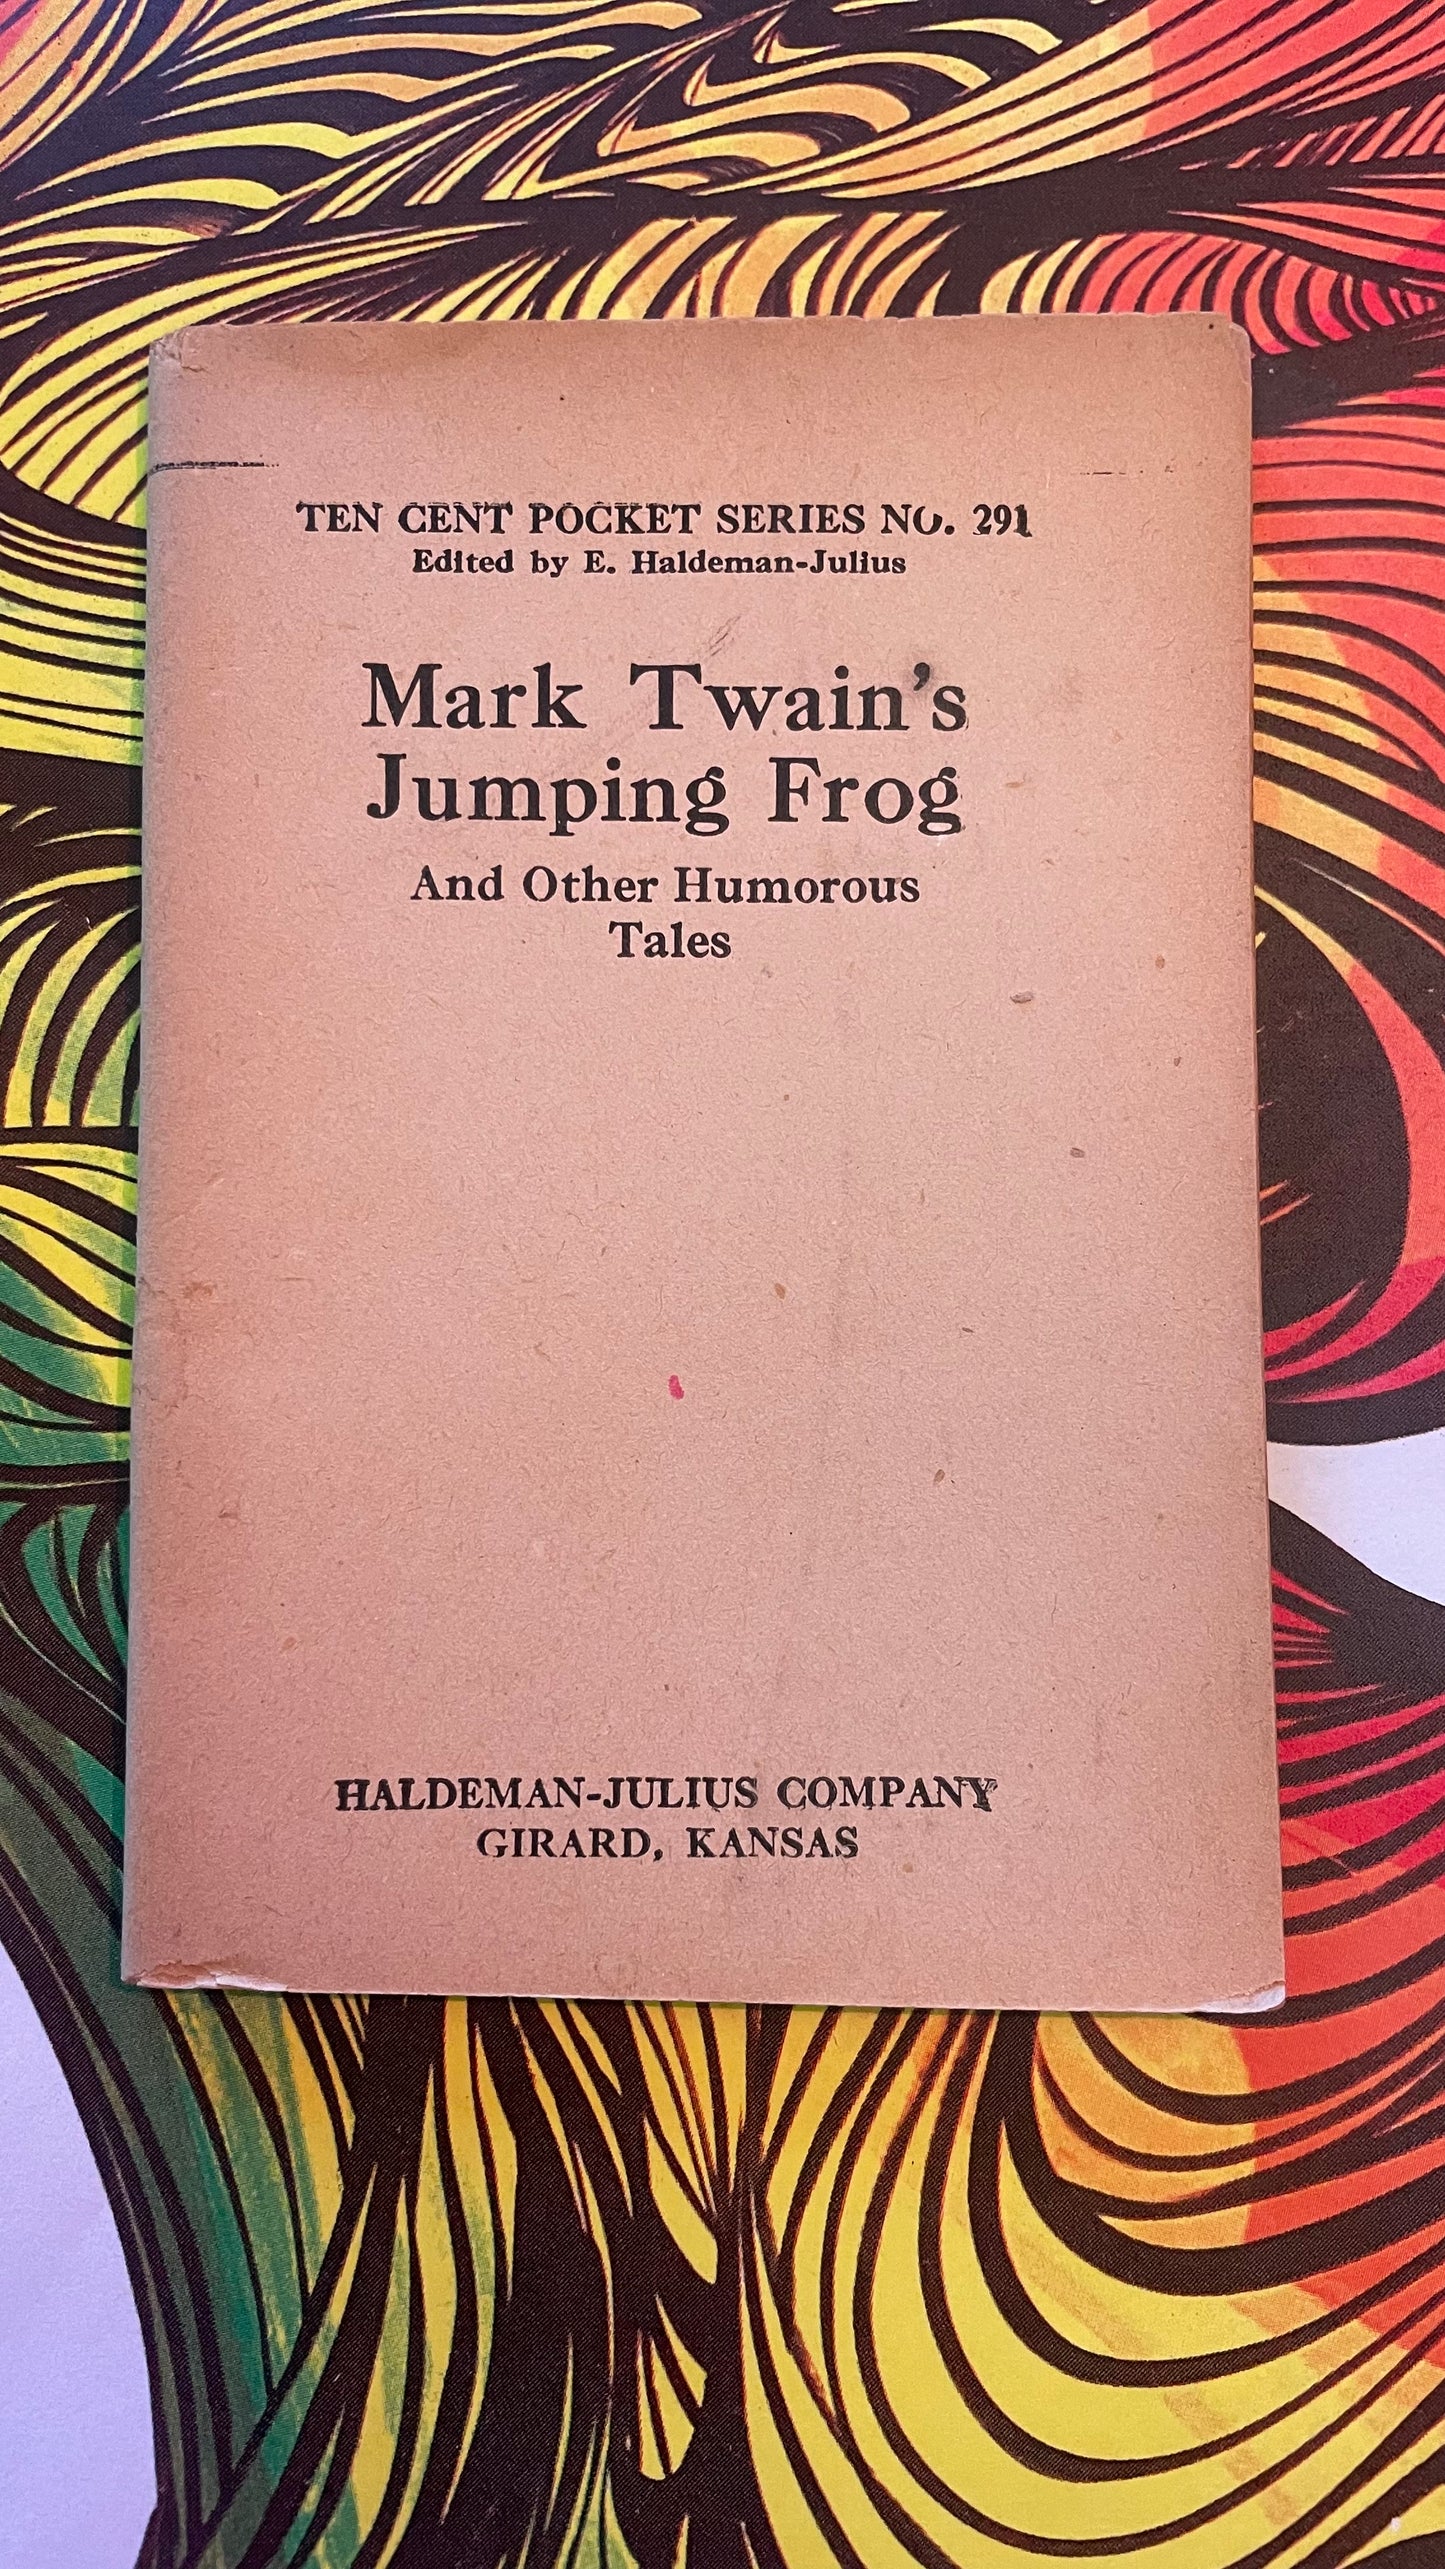 TEN CENT POCKET SERIES NO. 291
Edited by E. Haldeman-Julius
Mark Twain's
Jumping Frog
And Other Humorous
Tales
HALDEMAN-JULIUS COMPANY
GIRARD, KANSAS